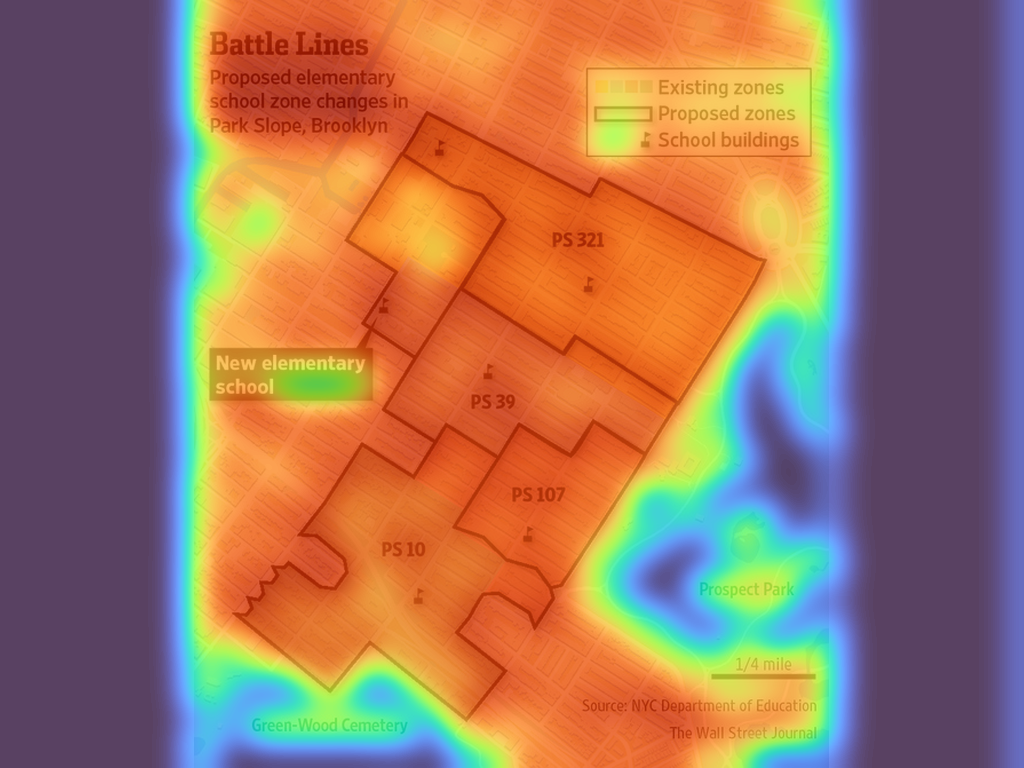 Battle Lines
Proposed elementary
school zone changes in
Park Slope, Brooklyn
Existing zones
Proposed zones
School buildings
PS 321
New elementary
school
PS 39
PS 107
PS 10
Prospect Park
1/4 mile
Source: NYC Department of Education
Green-Wood Cemetery
The Wall Street Journal